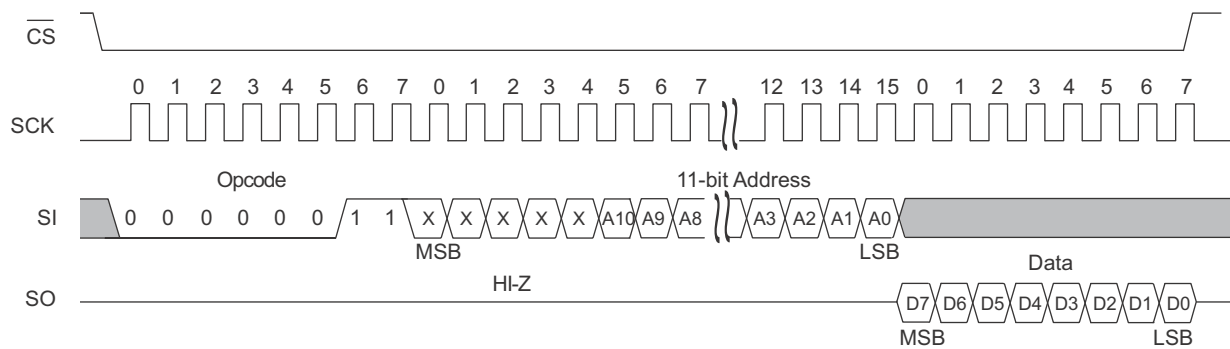 CS
0 1 2 3 4 5 6 7 0 1 2 3 4 5 6 7 12 13 14 15 0 1 2 3 4 5 6 7
SCK
Opcode 11-bit Address
SI 0 0 0 0 0 0 1 1 X X X X X A10 A9 A8 A3 A2 A1 A0
MSB LSB
HI-Z Data
SO D7 D6 D5 D4 D3 D2 D1 D0
MSB LSB